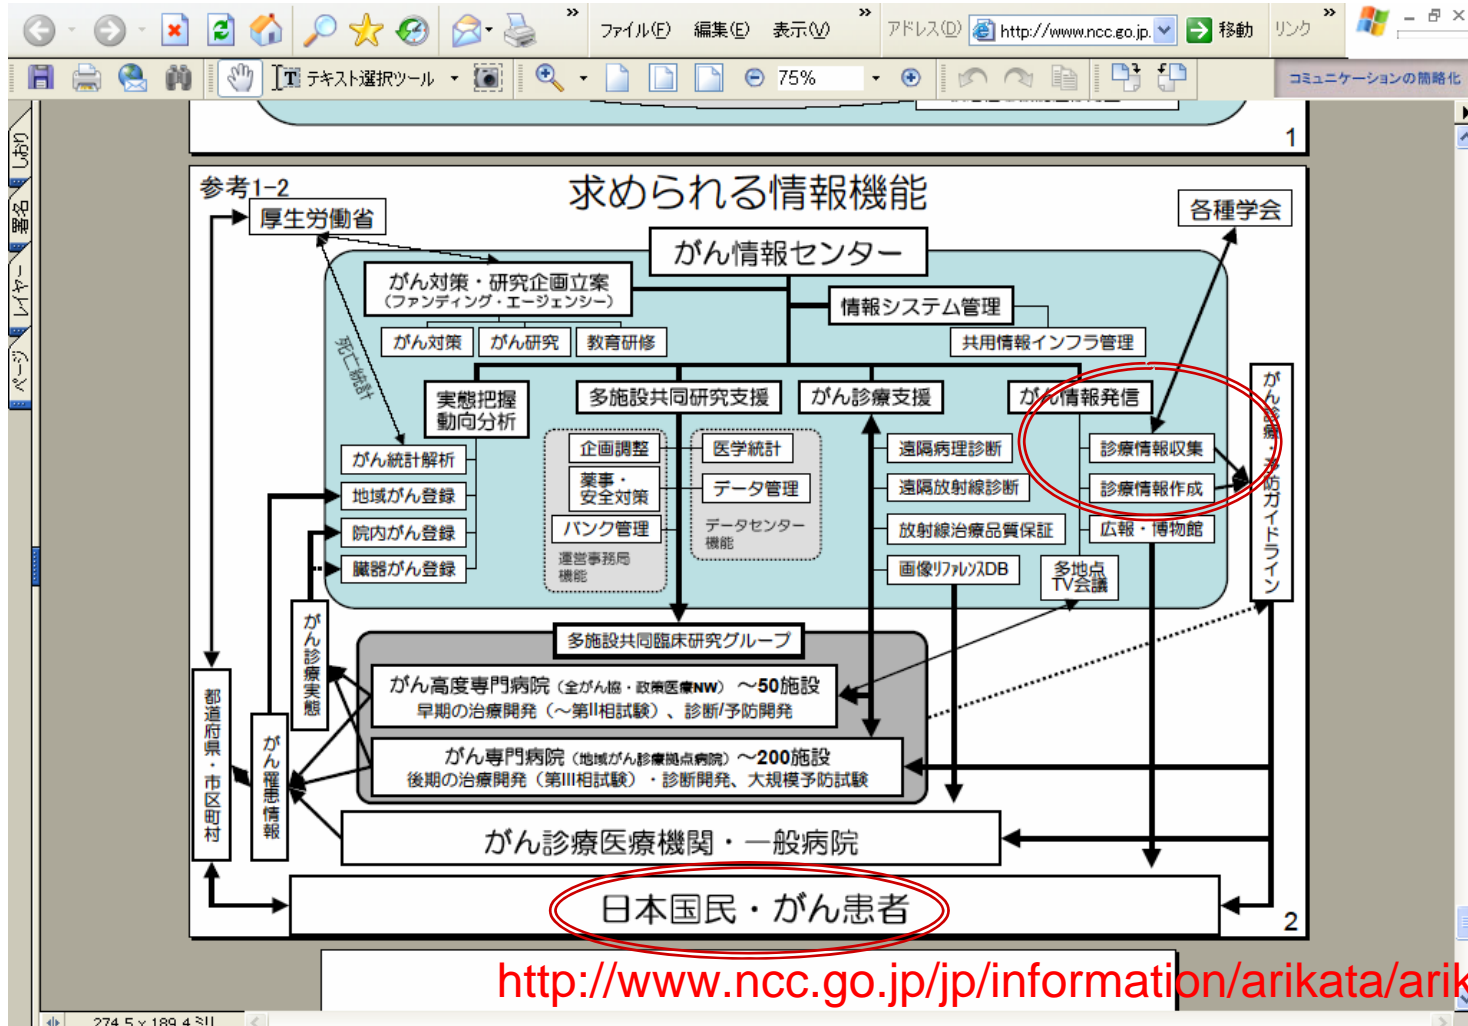 ファイル(F) 編集(E) 表示(V) アドレス(D) http://www.ncc.go.jp. 移動 リンク
テキスト選択ツール 75% コミュニケーションの簡略化
しおり
署名
レイヤー
ページ
1
参考1-2
求められる情報機能
厚生労働省
各種学会
がん情報センター
がん対策・研究企画立案
(ファンディング・エージェンシー)
情報システム管理
がん対策 がん研究 教育研修
共用情報インフラ管理
死亡統計
実態把握
動向分析
多施設共同研究支援
がん診療支援
がん情報発信
がん統計解析
地域がん登録
院内がん登録
臓器がん登録
企画調整
薬事・
安全対策
バンク管理
運営事務局
機能
医学統計
データ管理
データセンター
機能
遠隔病理診断
遠隔放射線診断
放射線治療品質保証
画像リファレンスDB
診療情報収集
診療情報作成
広報・博物館
多地点
TV会議
がん診療・予防ガイドライン
がん診療実態
多施設共同臨床研究グループ
がん高度専門病院(全がん協・政策医療NW) ～50施設
早期の治療開発(～第II相試験)、診断/予防開発
がん専門病院(地域がん診療拠点病院)～200施設
後期の治療開発(第III相試験)・診断開発、大規模予防試験
都道府県・市区町村
がん罹患情報
がん診療医療機関・一般病院
日本国民・がん患者
2
http://www.ncc.go.jp/jp/information/arikata/arik
274.5 x 189.4 ミリ